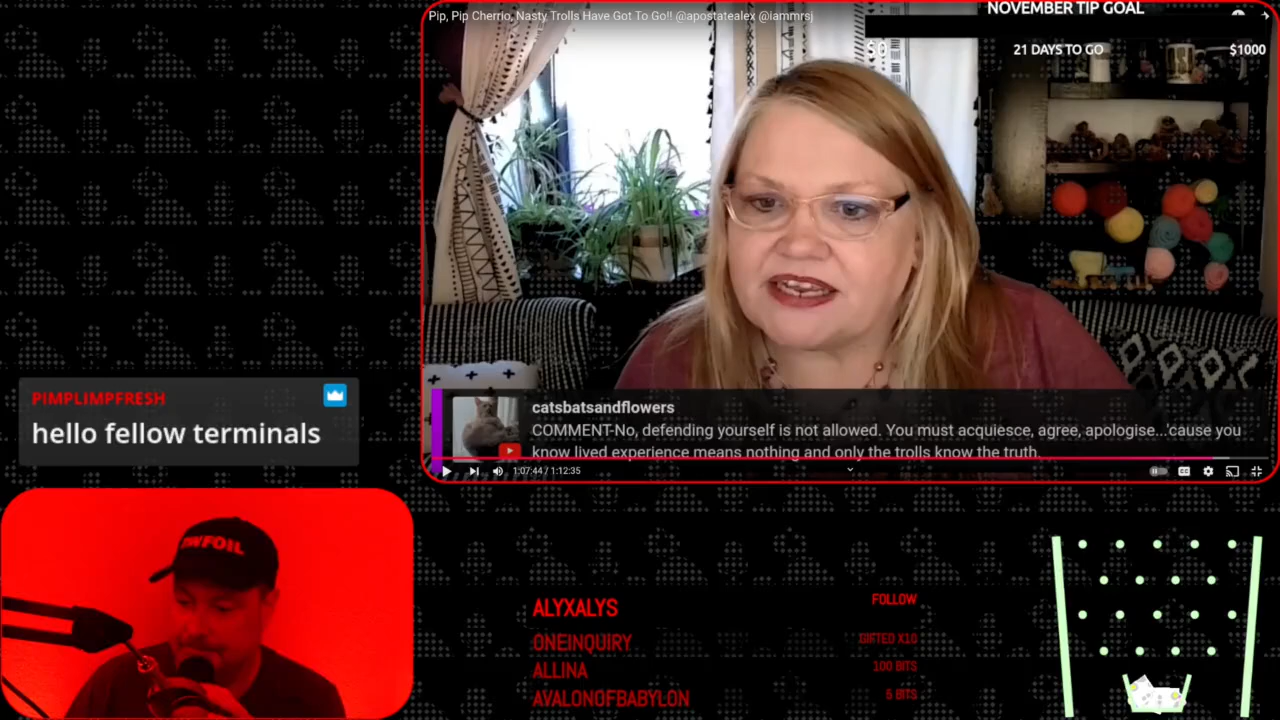 Pip, Pip Cherrio, Nasty Trolls Have Got To Go!! @apostatealex @iammrsj
NOVEMBER TIP GOAL
$0 21 DAYS TO GO $1000
PIMPLIMPFRESH
hello fellow terminals
catsbatsandflowers
COMMENT-No, defending yourself is not allowed. You must acquiesce, agree, apologise...'cause you
know lived experience means nothing and only the trolls know the truth.
1:07:44 / 1:12:35
CC
ALYXALYS FOLLOW
ONEINQUIRY GIFTED X10
ALLINA 100 BITS
AVALONOFBABYLON 5 BITS